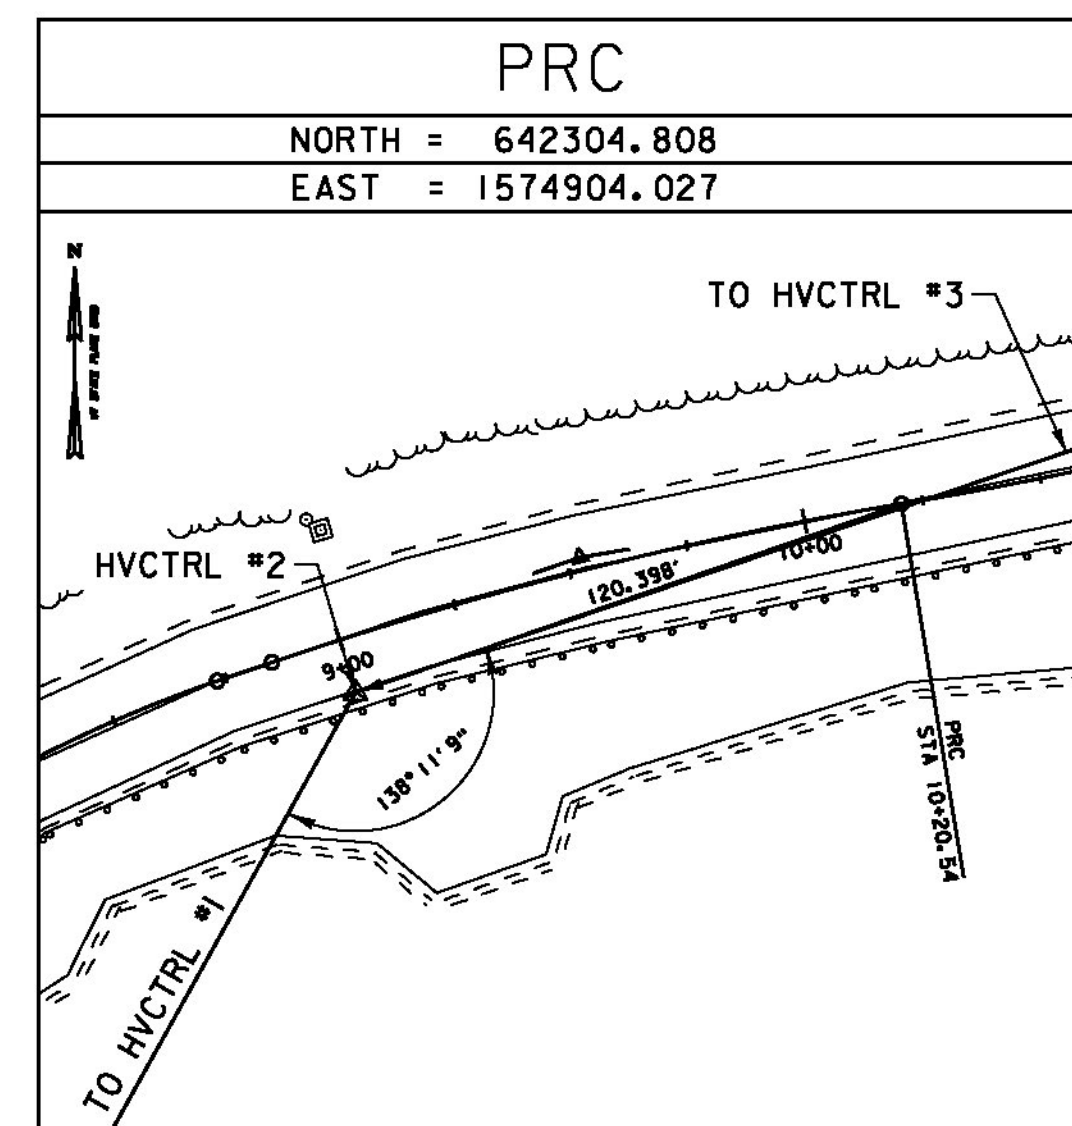 PRC
NORTH = 642304.808
EAST = 1574904.027
N
TO HVCTRL #3
HVCTRL #2
10+00
120.398'
9+00
138° 11' 9"
PRC
STA 10+20.54
TO HVCTRL #1